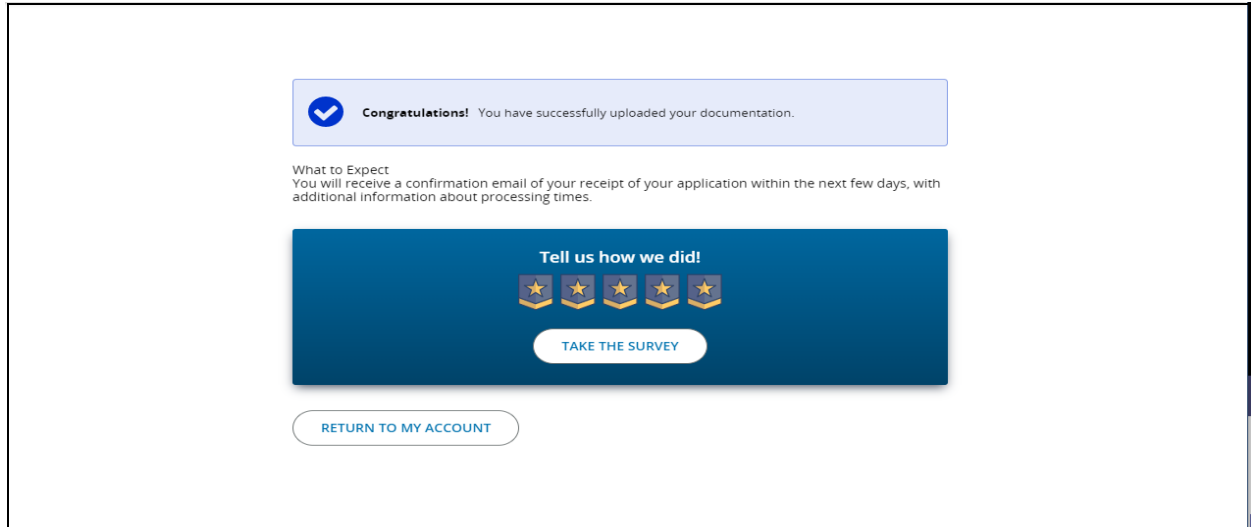 Congratulations! You have successfully uploaded your documentation.
What to Expect
You will receive a confirmation email of your receipt of your application within the next few days, with
additional information about processing times.
Tell us how we did!
TAKE THE SURVEY
RETURN TO MY ACCOUNT